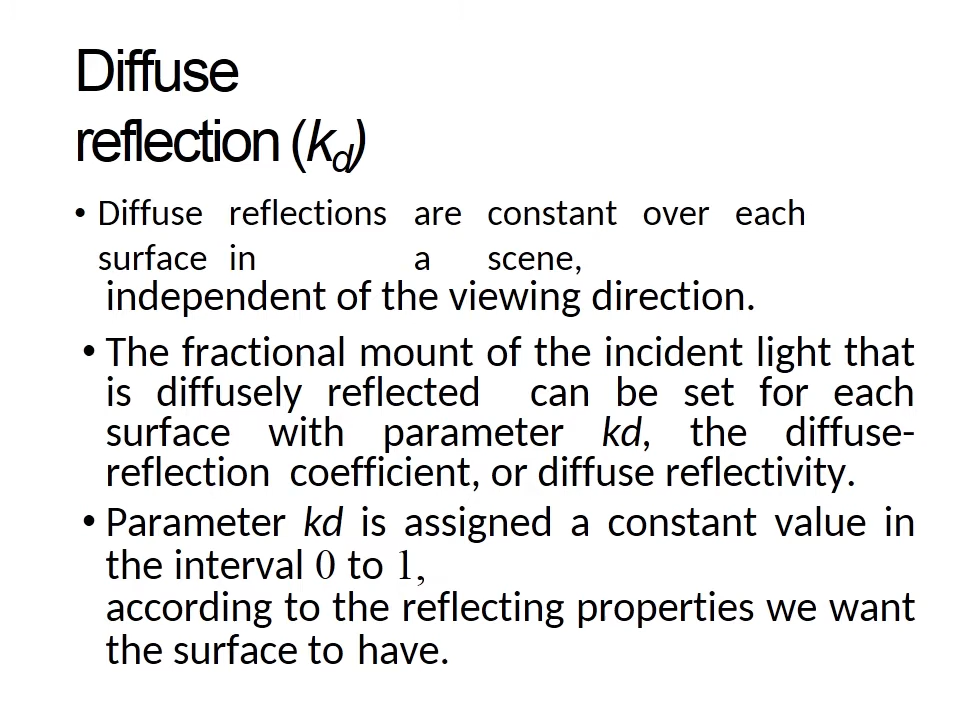 Diffuse
reflection (kd)
• Diffuse reflections are constant over each
surface in a scene,
independent of the viewing direction.
• The fractional mount of the incident light that
is diffusely reflected can be set for each
surface with parameter kd, the diffuse-
reflection coefficient, or diffuse reflectivity.
• Parameter kd is assigned a constant value in
the interval 0 to 1,
according to the reflecting properties we want
the surface to have.